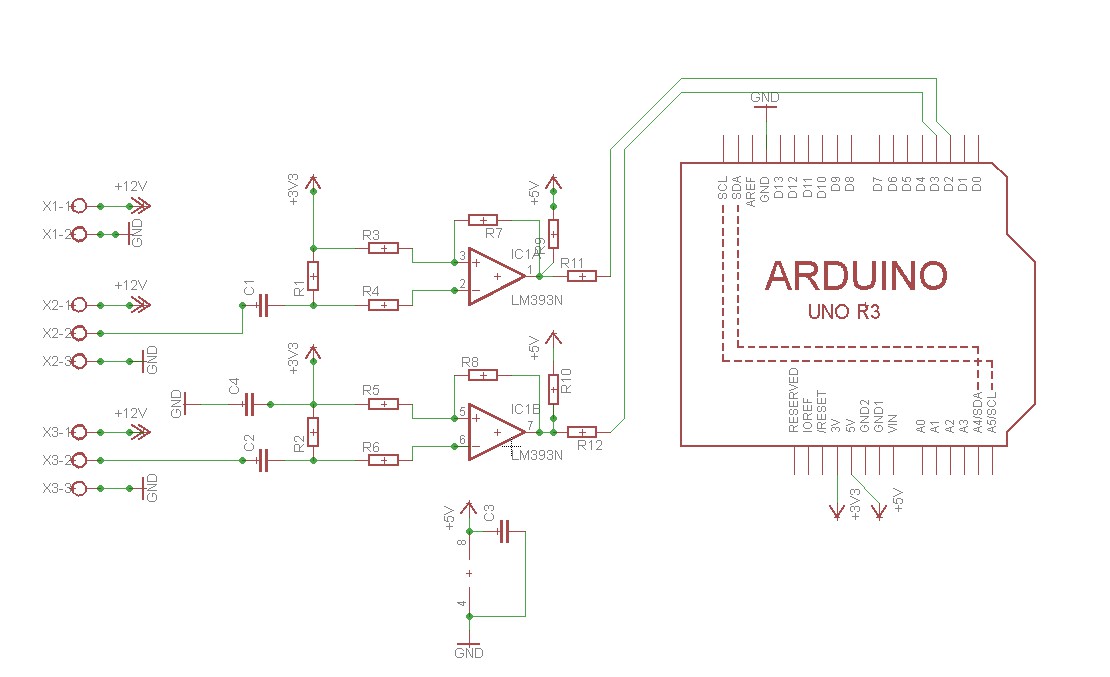 GND
SCL
SDA
AREF
GND
D13
D12
D11
D10
D9
D8
D7
D6
D5
D4
D3
D2
D1
D0
+12V
X1-1
X1-2
GND
+3V3
+5V
R3
R7
R9
IC1A
3
2
1
R11
R1
R4
LM393N
ARDUINO
UNO R3
+12V
X2-1
X2-2
X2-3
GND
C1
+3V3
+5V
GND
C4
R5
R8
R10
IC1B
5
6
7
R12
R2
R6
LM393N
C2
+12V
X3-1
X3-2
X3-3
GND
RESERVED
IOREF
/RESET
3V
5V
GND2
GND1
VIN
A0
A1
A2
A3
A4/SDA
A5/SCL
+3V3
+5V
+5V
C3
8
4
GND